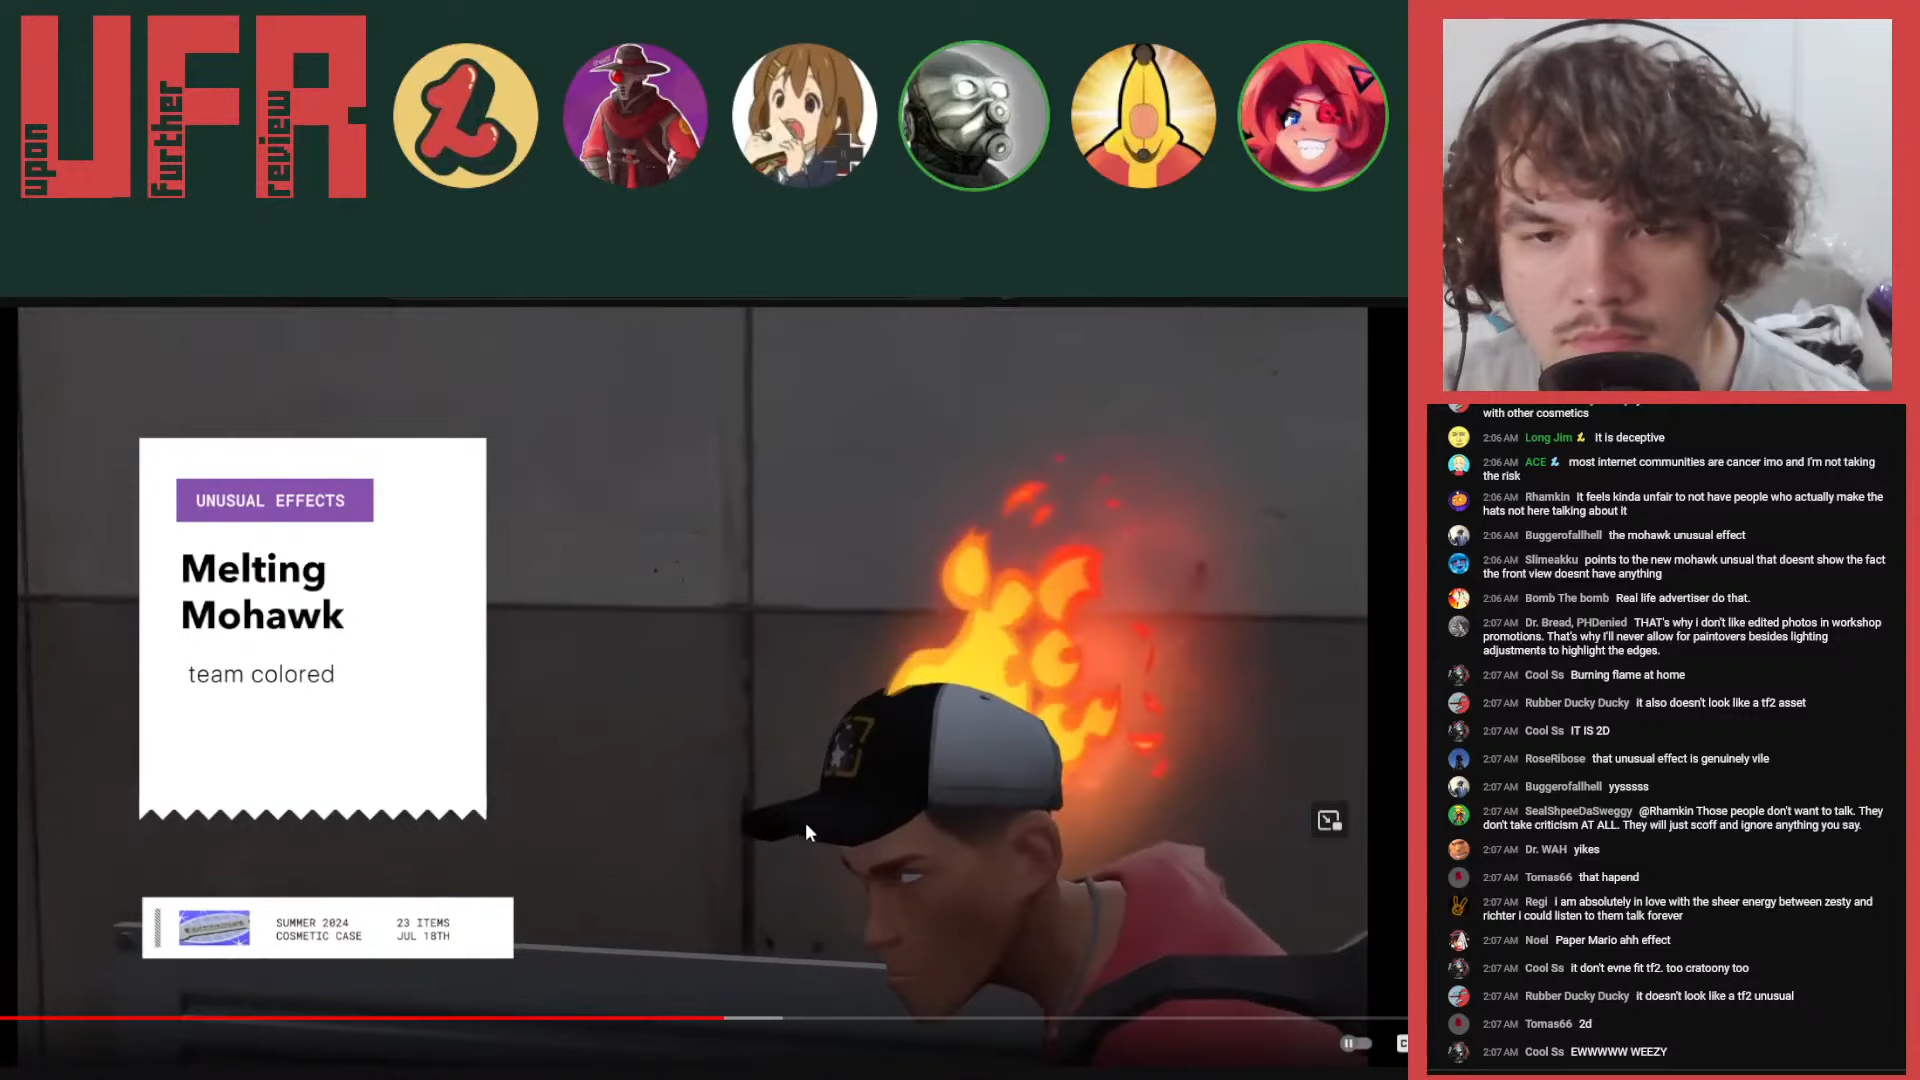 upon
further
review
UFR
UNUSUAL EFFECTS
Melting
Mohawk
team colored
SUMMER 2024
COSMETIC CASE
23 ITEMS
JUL 18TH
with other cosmetics
2:06 AM Long Jim It is deceptive
2:06 AM ACE most internet communities are cancer imo and I'm not taking
the risk
2:06 AM Rhamkin It feels kinda unfair to not have people who actually make the
hats not here talking about it
2:06 AM Buggerofallhell the mohawk unusual effect
2:06 AM Slimeakku points to the new mohawk unsual that doesnt show the fact
the front view doesnt have anything
2:06 AM Bomb The bomb Real life advertiser do that.
2:07 AM Dr. Bread, PHDenied THAT's why i don't like edited photos in workshop
promotions. That's why I'll never allow for paintovers besides lighting
adjustments to highlight the edges.
2:07 AM Cool Ss Burning flame at home
2:07 AM Rubber Ducky Ducky it also doesn't look like a tf2 asset
2:07 AM Cool Ss IT IS 2D
2:07 AM RoseRibose that unusual effect is genuinely vile
2:07 AM Buggerofallhell yysssss
2:07 AM SealShpeeDaSweggy @Rhamkin Those people don't want to talk. They
don't take criticism AT ALL. They will just scoff and ignore anything you say.
2:07 AM Dr. WAH yikes
2:07 AM Tomas66 that hapend
2:07 AM Regi i am absolutely in love with the sheer energy between zesty and
richter i could listen to them talk forever
2:07 AM Noel Paper Mario ahh effect
2:07 AM Cool Ss it don't evne fit tf2. too cratoony too
2:07 AM Rubber Ducky Ducky it doesn't look like a tf2 unusual
2:07 AM Tomas66 2d
2:07 AM Cool Ss EWWWWW WEEZY